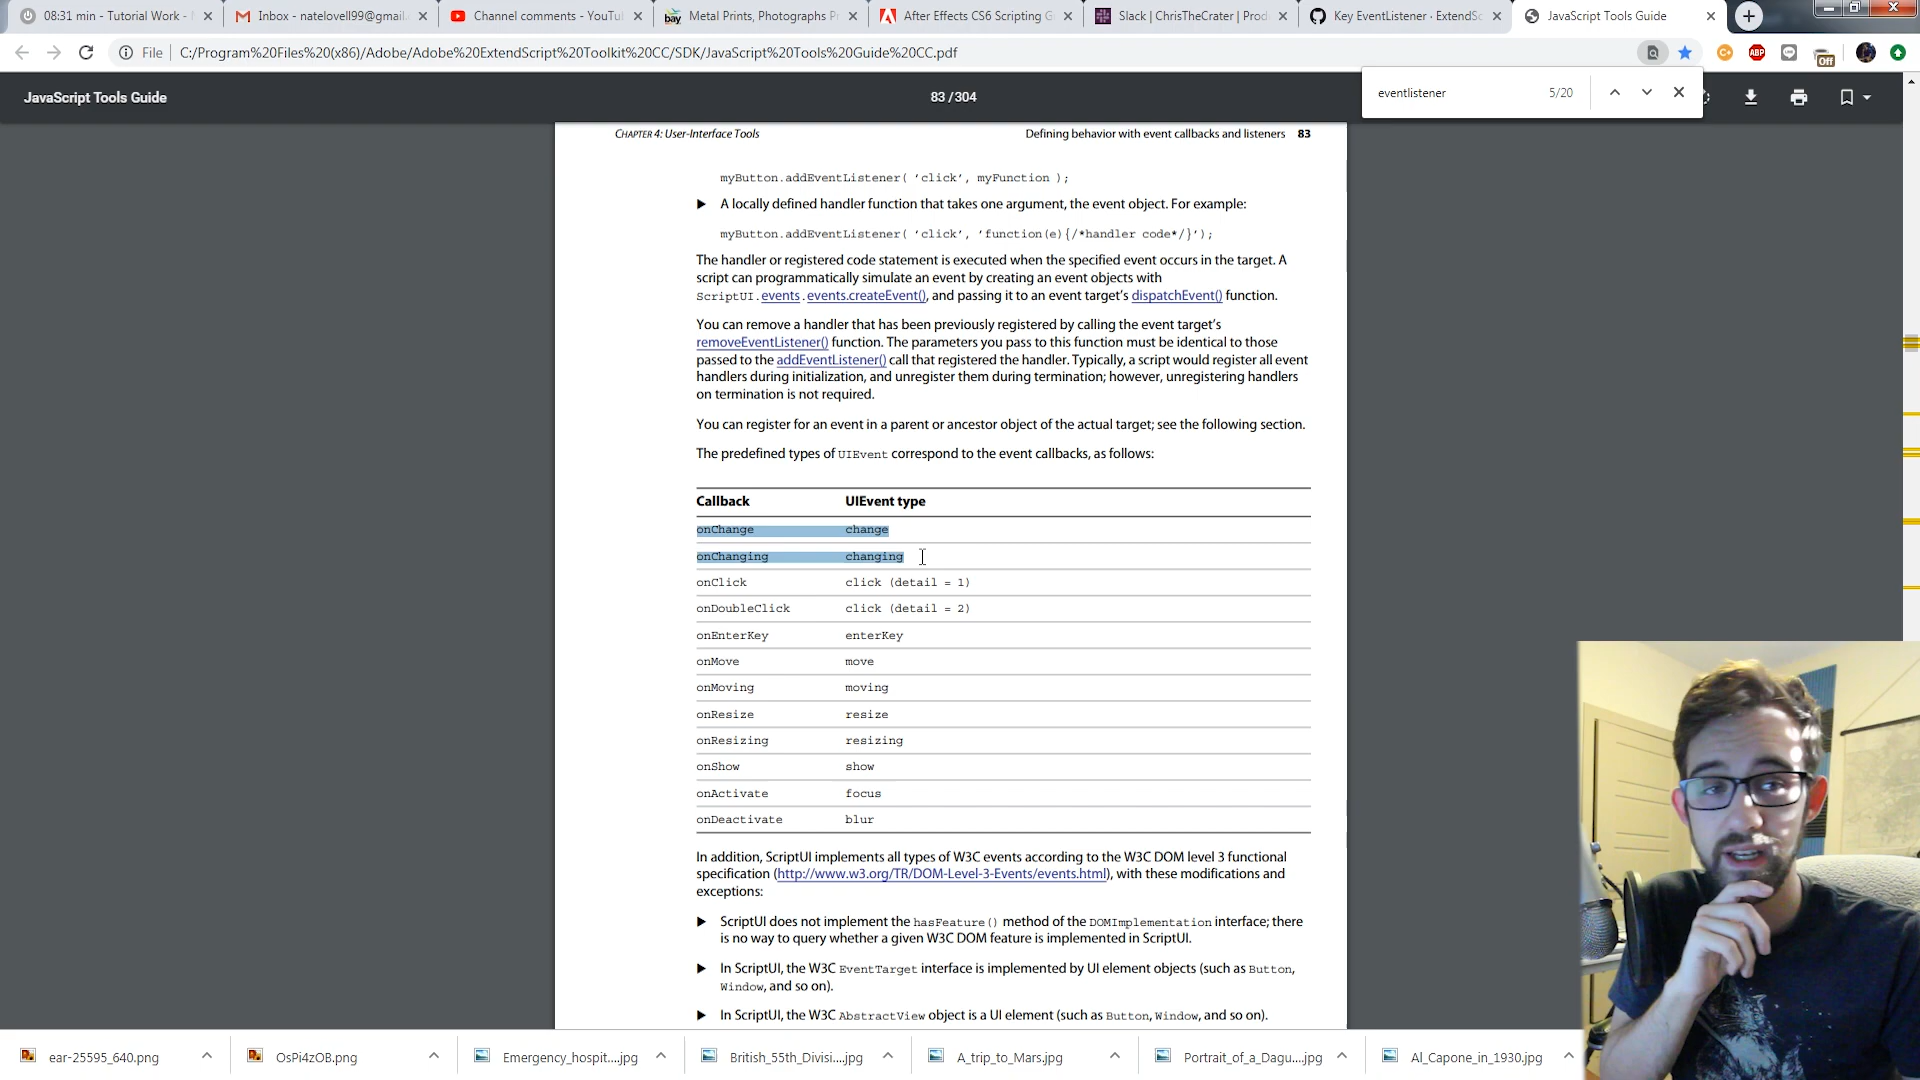 08:31 min - Tutorial Work -
Inbox - natelovell99@gmail.
Channel comments - YouTu
Metal Prints, Photographs P
After Effects CS6 Scripting G
Slack | ChrisTheCrater | Prod
Key EventListener · ExtendSc
JavaScript Tools Guide
File
C:/Program%20Files%20(x86)/Adobe/Adobe%20ExtendScript%20Toolkit%20CC/SDK/JavaScript%20Tools%20Guide%20CC.pdf
ABP
Off
JavaScript Tools Guide
83 / 304
eventlistener
5/20
CHAPTER 4: User-Interface Tools
Defining behavior with event callbacks and listeners 83
myButton.addEventListener( 'click', myFunction );
► A locally defined handler function that takes one argument, the event object. For example:
myButton.addEventListener( 'click', 'function(e){/*handler code*/}');
The handler or registered code statement is executed when the specified event occurs in the target. A
script can programmatically simulate an event by creating an event objects with
ScriptUI.events.events.createEvent(), and passing it to an event target's dispatchEvent() function.
You can remove a handler that has been previously registered by calling the event target's
removeEventListener() function. The parameters you pass to this function must be identical to those
passed to the addEventListener() call that registered the handler. Typically, a script would register all event
handlers during initialization, and unregister them during termination; however, unregistering handlers
on termination is not required.
You can register for an event in a parent or ancestor object of the actual target; see the following section.
The predefined types of UIEvent correspond to the event callbacks, as follows:
Callback UIEvent type
onChange change
onChanging changing
onClick click (detail = 1)
onDoubleClick click (detail = 2)
onEnterKey enterKey
onMove move
onMoving moving
onResize resize
onResizing resizing
onShow show
onActivate focus
onDeactivate blur
In addition, ScriptUI implements all types of W3C events according to the W3C DOM level 3 functional
specification (http://www.w3.org/TR/DOM-Level-3-Events/events.html), with these modifications and
exceptions:
► ScriptUI does not implement the hasFeature() method of the DOMImplementation interface; there
is no way to query whether a given W3C DOM feature is implemented in ScriptUI.
► In ScriptUI, the W3C EventTarget interface is implemented by UI element objects (such as Button,
Window, and so on).
► In ScriptUI, the W3C AbstractView object is a UI element (such as Button, Window, and so on).
ear-25595_640.png
OsPi4zOB.png
Emergency_hospit....jpg
British_55th_Divisi....jpg
A_trip_to_Mars.jpg
Portrait_of_a_Dagu....jpg
Al_Capone_in_1930.jpg